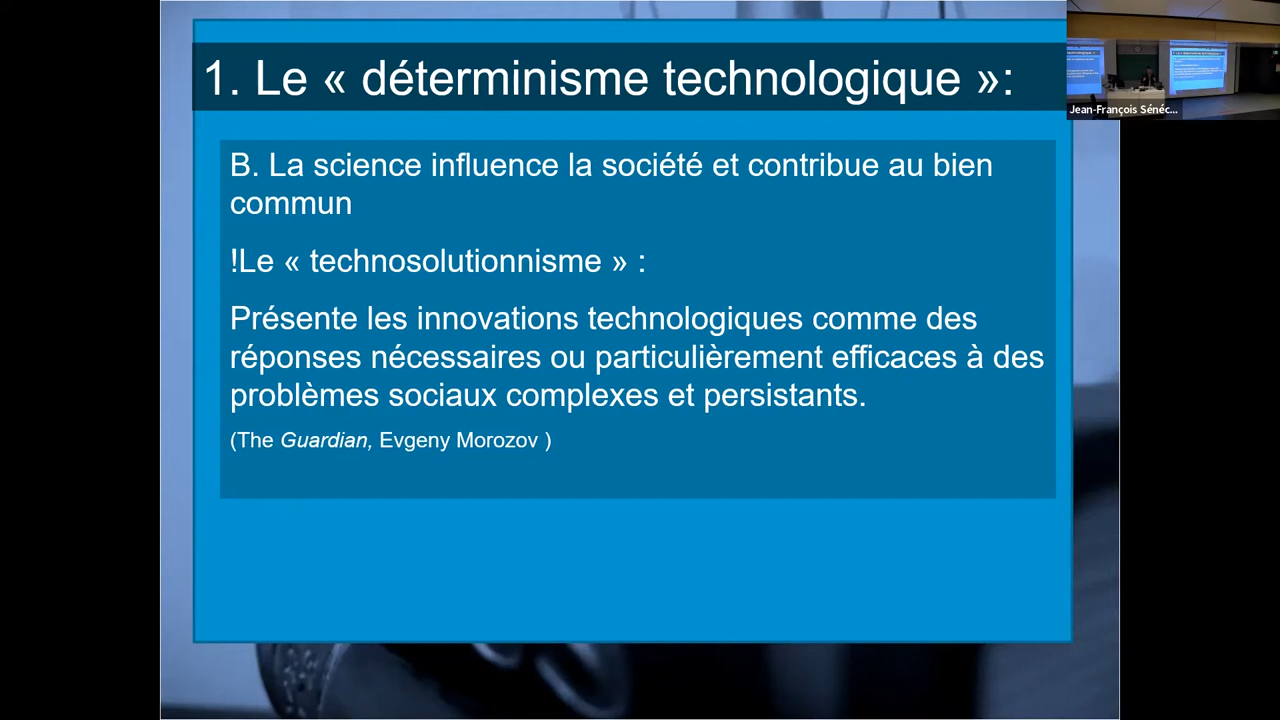 1. Le « déterminisme technologique »:
B. La science influence la société et contribue au bien
commun
!Le « technosolutionnisme » :
Présente les innovations technologiques comme des
réponses nécessaires ou particulièrement efficaces à des
problèmes sociaux complexes et persistants.
(The Guardian, Evgeny Morozov )
Jean-François Sénéc...